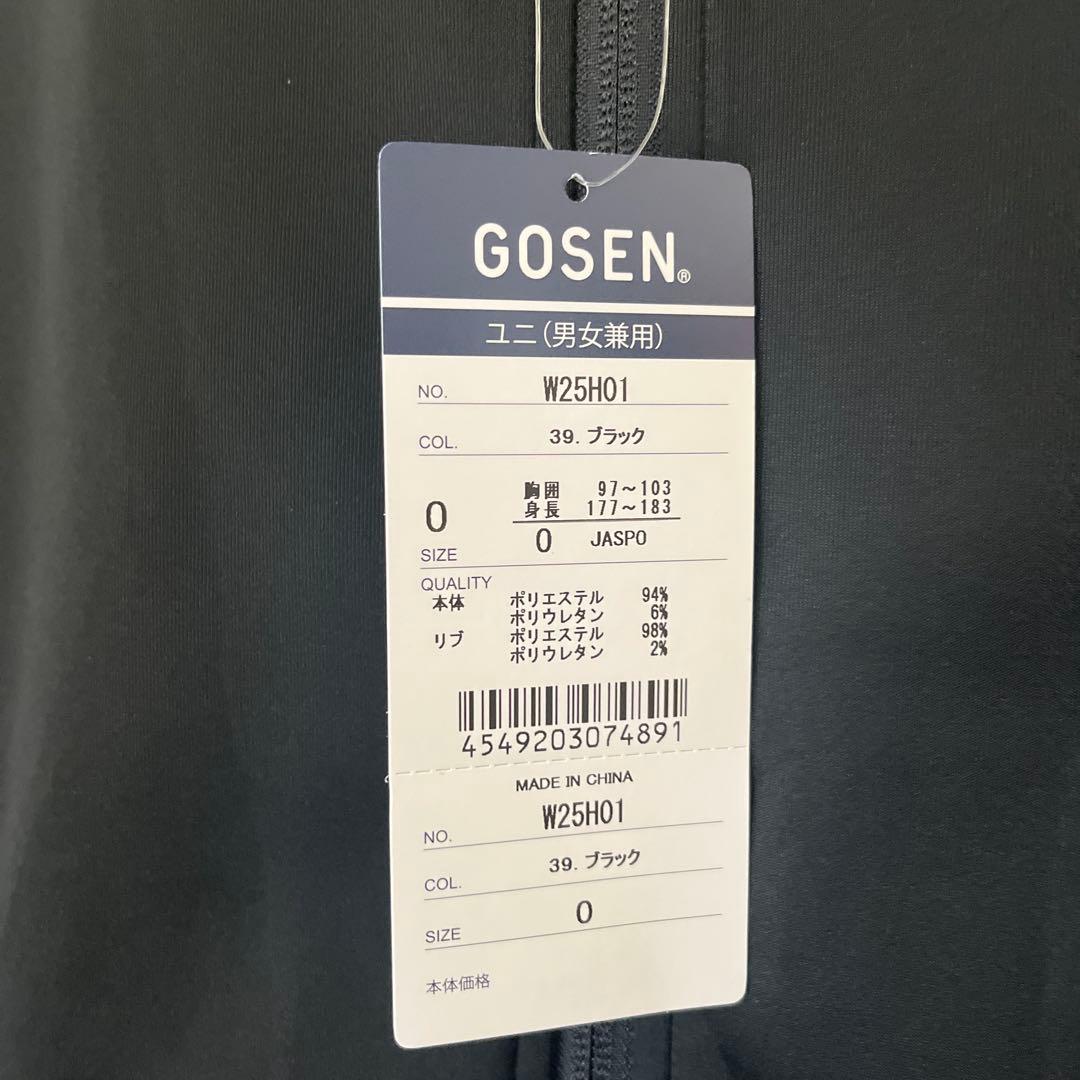 GOSEN®
ユニ(男女兼用)
NO. W25H01
COL. 39. ブラック
胸囲 97～103
身長 177～183
O
O JASPO
SIZE
QUALITY
本体 ポリエステル 94%
ポリウレタン 6%
リブ ポリエステル 98%
ポリウレタン 2%
4549203074891
MADE IN CHINA
NO. W25H01
COL. 39. ブラック
SIZE O
本体価格